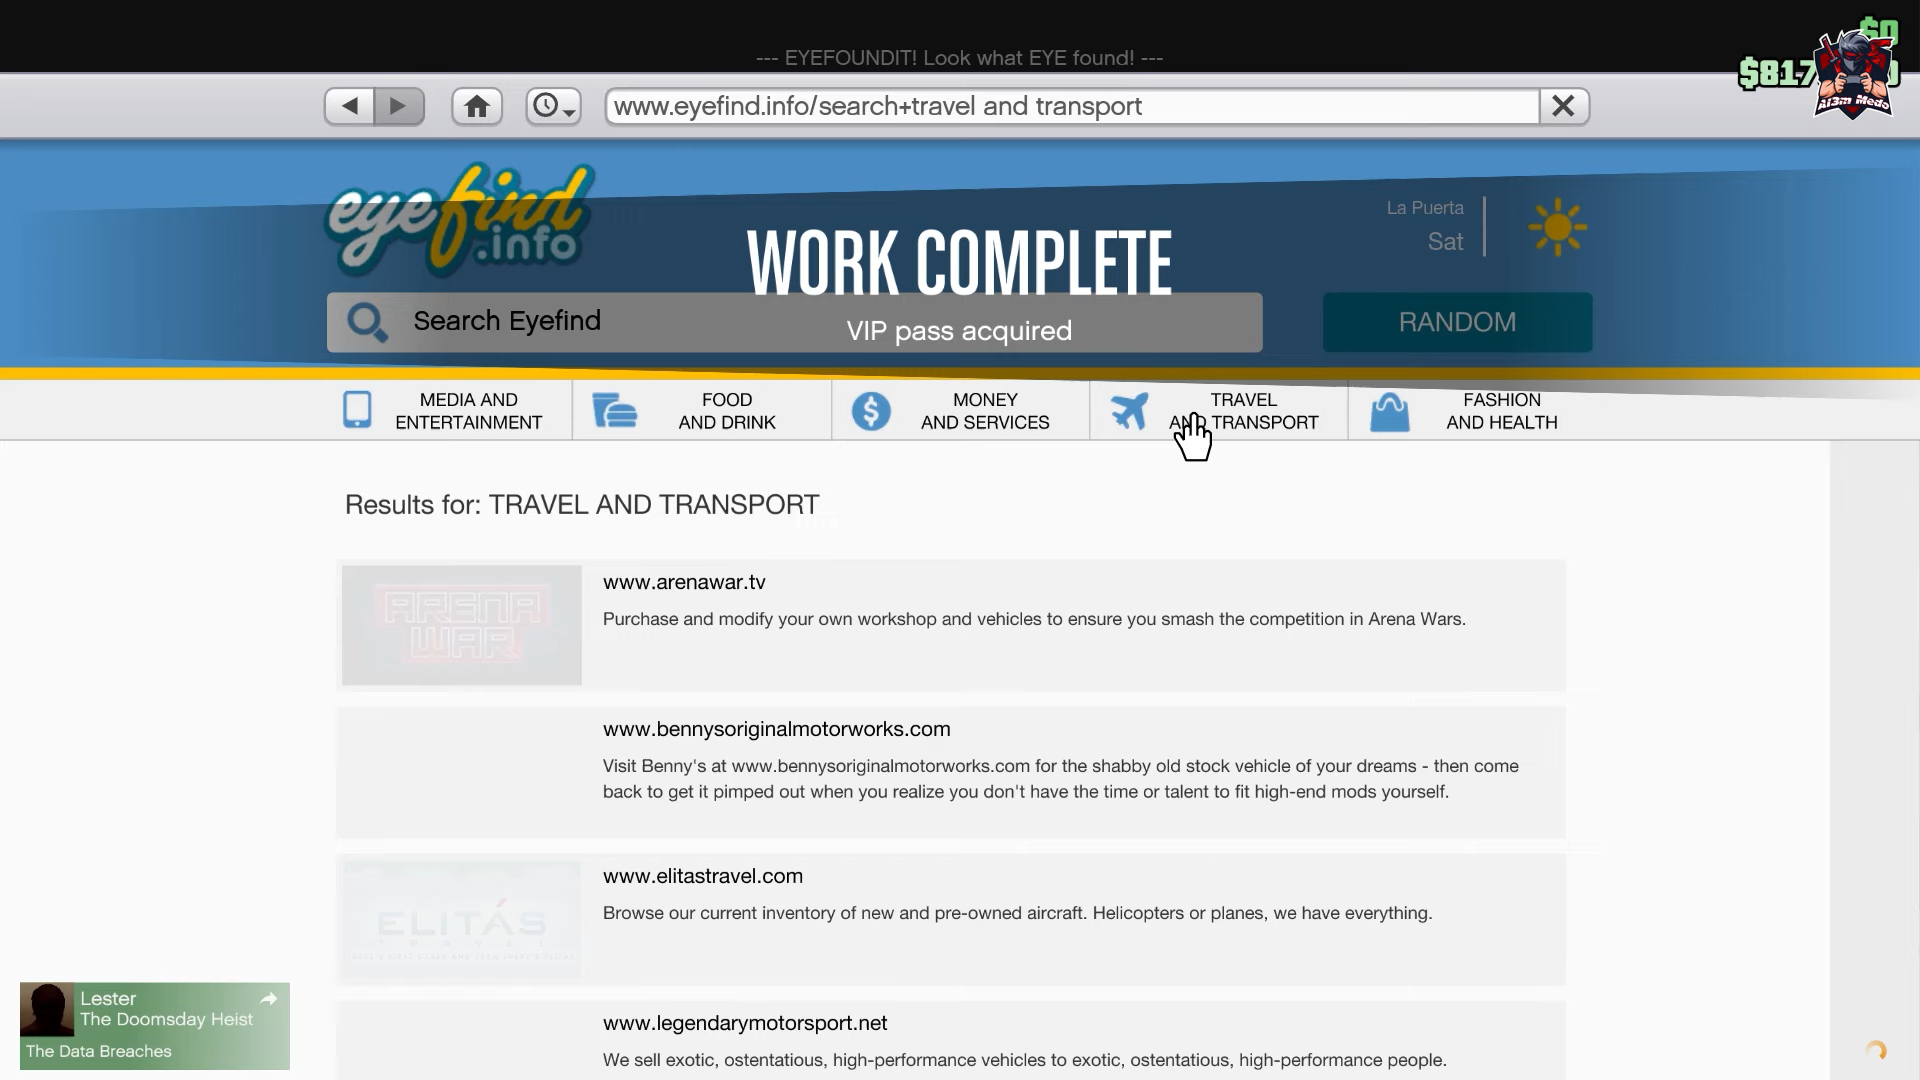 --- EYEFOUNDIT! Look what EYE found! ---
$0
$817
Al3m Medo
www.eyefind.info/search+travel and transport
eyefind
.info
La Puerta
Sat
WORK COMPLETE
Search Eyefind
VIP pass acquired
RANDOM
MEDIA AND
ENTERTAINMENT
FOOD
AND DRINK
MONEY
AND SERVICES
TRAVEL
AND TRANSPORT
FASHION
AND HEALTH
Results for: TRAVEL AND TRANSPORT
ARENA
WAR
www.arenawar.tv
Purchase and modify your own workshop and vehicles to ensure you smash the competition in Arena Wars.
www.bennysoriginalmotorworks.com
Visit Benny's at www.bennysoriginalmotorworks.com for the shabby old stock vehicle of your dreams - then come
back to get it pimped out when you realize you don't have the time or talent to fit high-end mods yourself.
ELITÁS
TRAVEL
www.elitastravel.com
Browse our current inventory of new and pre-owned aircraft. Helicopters or planes, we have everything.
www.legendarymotorsport.net
We sell exotic, ostentatious, high-performance vehicles to exotic, ostentatious, high-performance people.
Lester
The Doomsday Heist
The Data Breaches